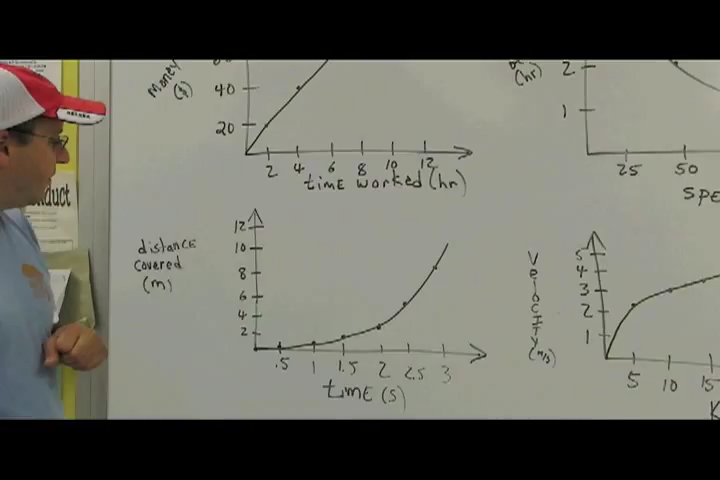 money
($)
40
20
2 4 6 8 10 12
time worked (hr)
(hr)
2
1
25 50
SPE
duct
distance
covered
(m)
12
10
8
6
4
2
.5 1 1.5 2 2.5 3
time (s)
Velocity (m/s)
5
4
3
2
1
5 10 15
K